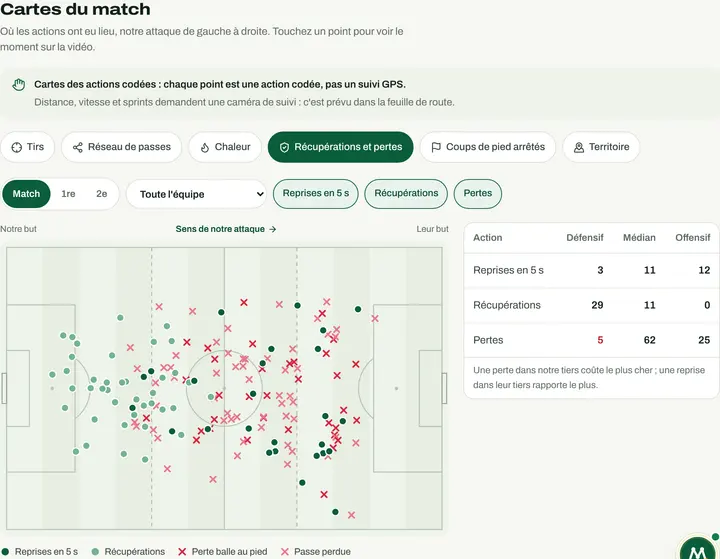 Cartes du match
Où les actions ont eu lieu, notre attaque de gauche à droite. Touchez un point pour voir le
moment sur la vidéo.
Cartes des actions codées : chaque point est une action codée, pas un suivi GPS.
Distance, vitesse et sprints demandent une caméra de suivi : c'est prévu dans la feuille de route.
Tirs Réseau de passes Chaleur Récupérations et pertes Coups de pied arrêtés Territoire
Match 1re 2e Toute l'équipe Reprises en 5 s Récupérations Pertes
Notre but Sens de notre attaque → Leur but
Action Défensif Médian Offensif
Reprises en 5 s 3 11 12
Récupérations 29 11 0
Pertes 5 62 25
Une perte dans notre tiers coûte le plus cher ; une reprise
dans leur tiers rapporte le plus.
Reprises en 5 s Récupérations Perte balle au pied Passe perdue
M